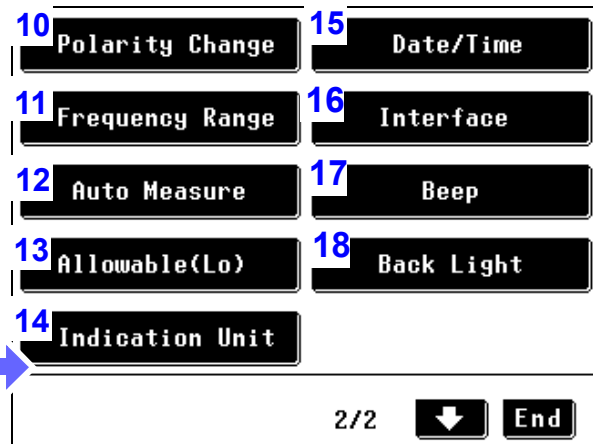 10 Polarity Change
11 Frequency Range
12 Auto Measure
13 Allowable(Lo)
14 Indication Unit
15 Date/Time
16 Interface
17 Beep
18 Back Light
2/2 End